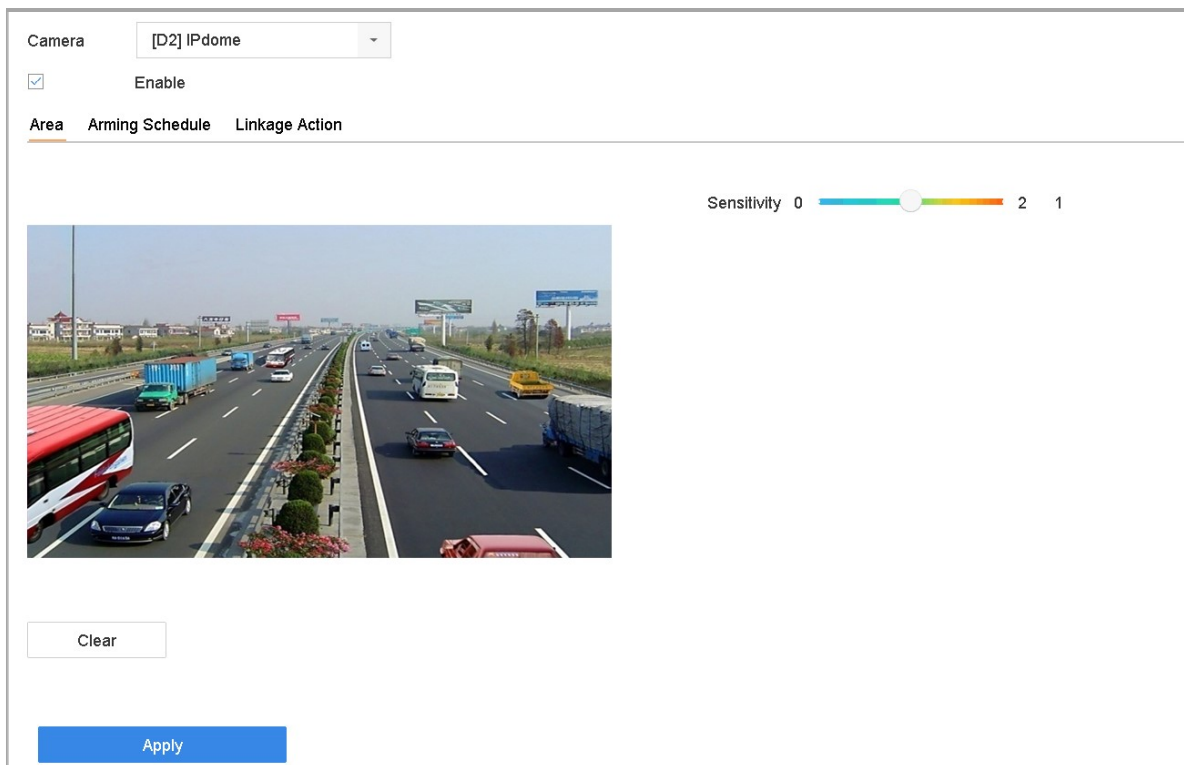 Camera [D2] IPdome
Enable
Area Arming Schedule Linkage Action
Sensitivity 0 2 1
Clear
Apply